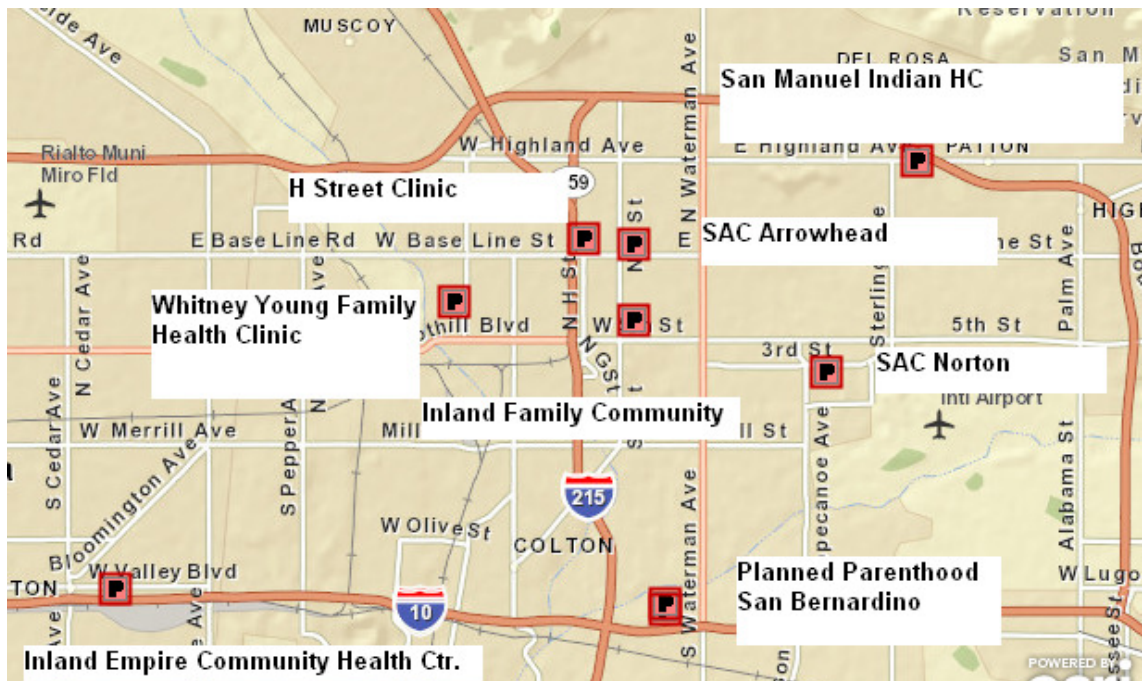 MUSCOY
Reservation
DEL ROSA
San Manuel Indian HC
N Waterman Ave
W Highland Ave
E Highland Ave
PATTON
Rialto Muni
Miro Fld
H Street Clinic
59
SAC Arrowhead
Rd
E Base Line Rd
W Base Line St
E
N H St
Palm Ave
N Cedar Ave
Whitney Young Family
Health Clinic
Blvd
5th St
3rd St
SAC Norton
Intl Airport
N G St
Inland Family Community
S Cedar Ave
W Merrill Ave
Mill
St
Bloomington Ave
S Pepper A
215
Alabama St
W Olive St
COLTON
S Waterman Ave
Planned Parenthood
San Bernardino
W Valley Blvd
TON
10
W Lugo
Inland Empire Community Health Ctr.
POWERED BY